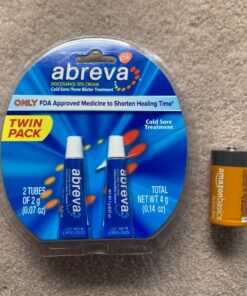 abreva
DOCOSANOL 10% CREAM
Cold Sore/Fever Blister Treatment
ONLY FDA Approved Medicine to Shorten Healing Time*
TWIN
PACK
Cold Sore
Treatment
2 TUBES
OF 2 g
(0.07 oz)
abreva
abreva
TOTAL
NET WT 4 g
(0.14 oz)
amazonbasics